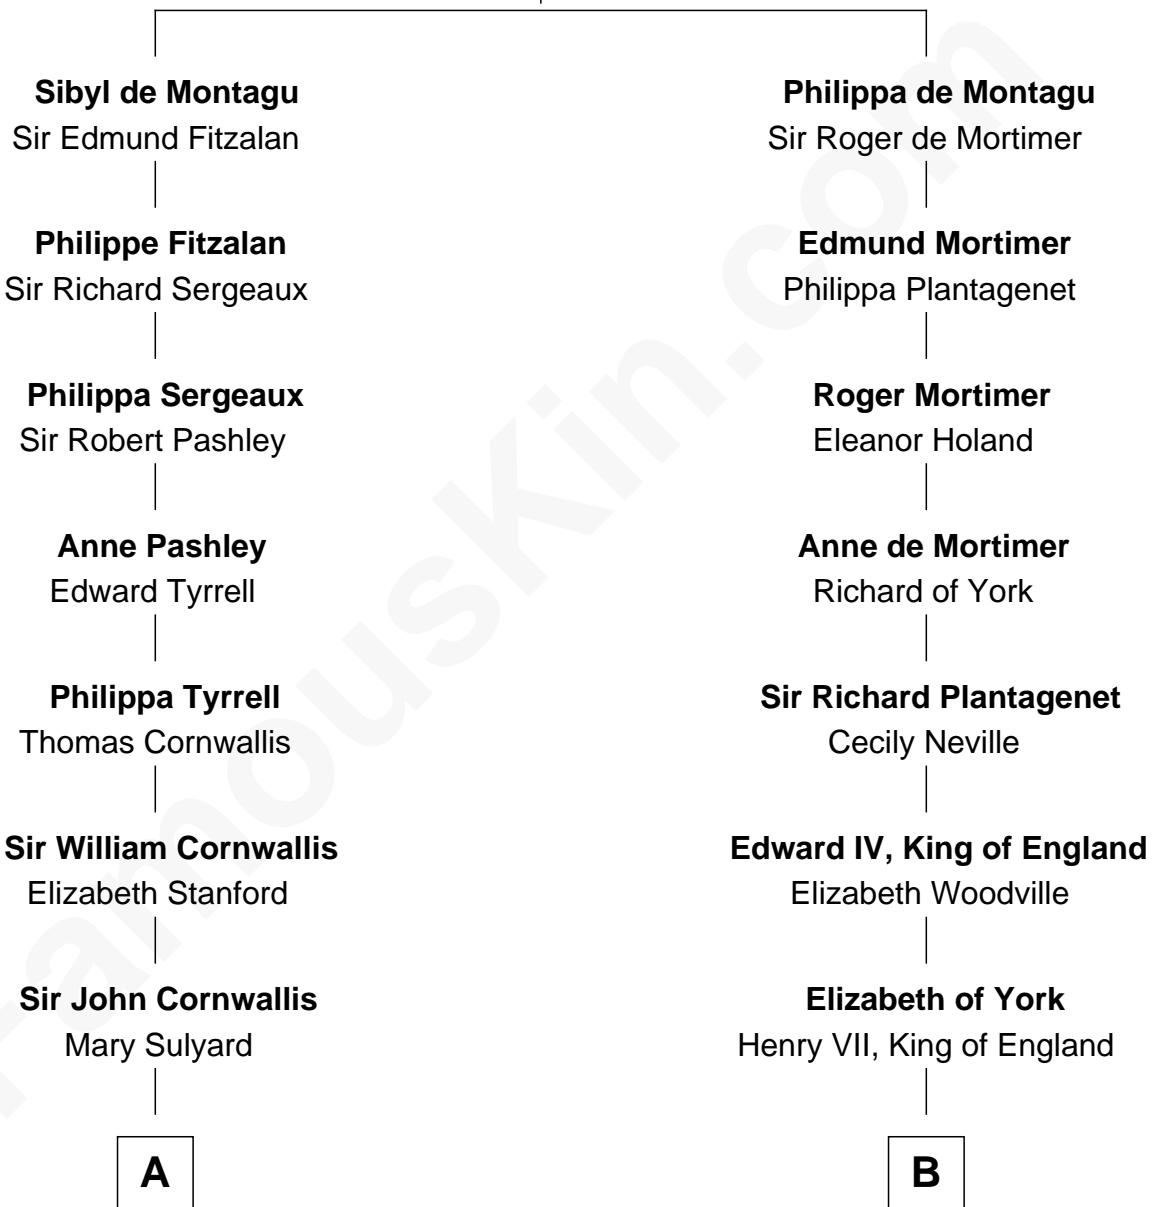 Sibyl de Montagu
Sir Edmund Fitzalan
Philippe Fitzalan
Sir Richard Sergeaux
Philippa Sergeaux
Sir Robert Pashley
Anne Pashley
Edward Tyrrell
Philippa Tyrrell
Thomas Cornwallis
Sir William Cornwallis
Elizabeth Stanford
Sir John Cornwallis
Mary Sulyard
A
Philippa de Montagu
Sir Roger de Mortimer
Edmund Mortimer
Philippa Plantagenet
Roger Mortimer
Eleanor Holand
Anne de Mortimer
Richard of York
Sir Richard Plantagenet
Cecily Neville
Edward IV, King of England
Elizabeth Woodville
Elizabeth of York
Henry VII, King of England
B
FamousKin.com